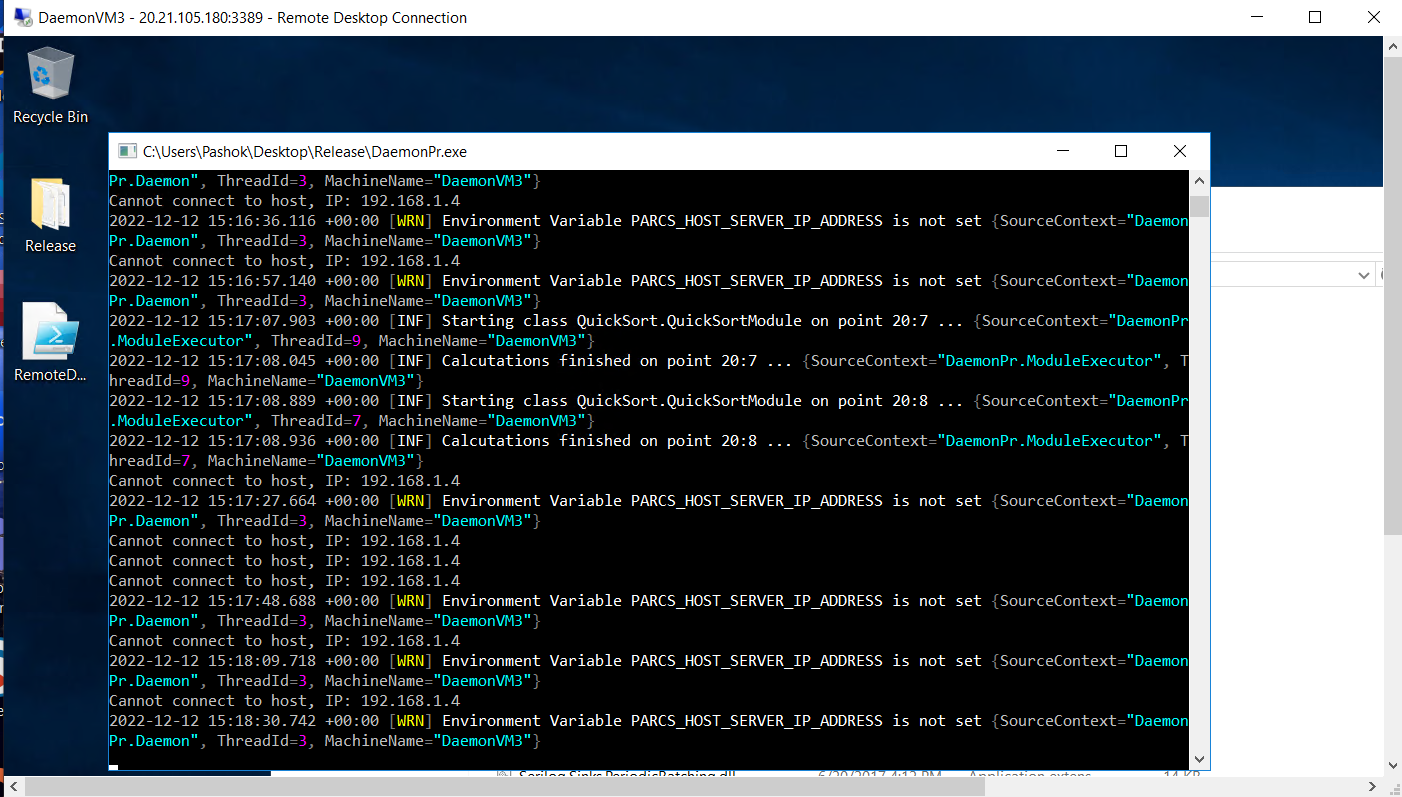 DaemonVM3 - 20.21.105.180:3389 - Remote Desktop Connection
Recycle Bin
Release
RemoteD...
C:\Users\Pashok\Desktop\Release\DaemonPr.exe
Pr.Daemon", ThreadId=3, MachineName="DaemonVM3"}
Cannot connect to host, IP: 192.168.1.4
2022-12-12 15:16:36.116 +00:00 [WRN] Environment Variable PARCS_HOST_SERVER_IP_ADDRESS is not set {SourceContext="Daemon
Pr.Daemon", ThreadId=3, MachineName="DaemonVM3"}
Cannot connect to host, IP: 192.168.1.4
2022-12-12 15:16:57.140 +00:00 [WRN] Environment Variable PARCS_HOST_SERVER_IP_ADDRESS is not set {SourceContext="Daemon
Pr.Daemon", ThreadId=3, MachineName="DaemonVM3"}
2022-12-12 15:17:07.903 +00:00 [INF] Starting class QuickSort.QuickSortModule on point 20:7 ... {SourceContext="DaemonPr
.ModuleExecutor", ThreadId=9, MachineName="DaemonVM3"}
2022-12-12 15:17:08.045 +00:00 [INF] Calcutations finished on point 20:7 ... {SourceContext="DaemonPr.ModuleExecutor", T
hreadId=9, MachineName="DaemonVM3"}
2022-12-12 15:17:08.889 +00:00 [INF] Starting class QuickSort.QuickSortModule on point 20:8 ... {SourceContext="DaemonPr
.ModuleExecutor", ThreadId=7, MachineName="DaemonVM3"}
2022-12-12 15:17:08.936 +00:00 [INF] Calcutations finished on point 20:8 ... {SourceContext="DaemonPr.ModuleExecutor", T
hreadId=7, MachineName="DaemonVM3"}
Cannot connect to host, IP: 192.168.1.4
2022-12-12 15:17:27.664 +00:00 [WRN] Environment Variable PARCS_HOST_SERVER_IP_ADDRESS is not set {SourceContext="Daemon
Pr.Daemon", ThreadId=3, MachineName="DaemonVM3"}
Cannot connect to host, IP: 192.168.1.4
Cannot connect to host, IP: 192.168.1.4
Cannot connect to host, IP: 192.168.1.4
2022-12-12 15:17:48.688 +00:00 [WRN] Environment Variable PARCS_HOST_SERVER_IP_ADDRESS is not set {SourceContext="Daemon
Pr.Daemon", ThreadId=3, MachineName="DaemonVM3"}
Cannot connect to host, IP: 192.168.1.4
2022-12-12 15:18:09.718 +00:00 [WRN] Environment Variable PARCS_HOST_SERVER_IP_ADDRESS is not set {SourceContext="Daemon
Pr.Daemon", ThreadId=3, MachineName="DaemonVM3"}
Cannot connect to host, IP: 192.168.1.4
2022-12-12 15:18:30.742 +00:00 [WRN] Environment Variable PARCS_HOST_SERVER_IP_ADDRESS is not set {SourceContext="Daemon
Pr.Daemon", ThreadId=3, MachineName="DaemonVM3"}
Serilog.Sinks.PeriodicBatching.dll 6/20/2017 4:12 PM Application extens 14 KB